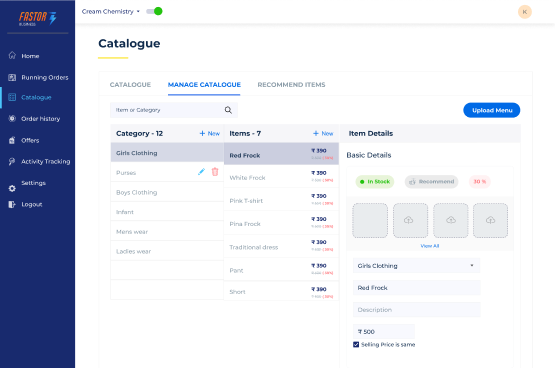 FASTOR
BUSINESS
Home
Running Orders
Catalogue
Order history
Offers
Activity Tracking
Settings
Logout
Cream Chemistry
K
Catalogue
CATALOGUE MANAGE CATALOGUE RECOMMEND ITEMS
Item or Category
Upload Menu
Category - 12 + New
Girls Clothing
Purses
Boys Clothing
Infant
Mens wear
Ladies wear
Items - 7 + New
Red Frock ₹ 390
White Frock ₹ 390
Pink T-shirt ₹ 390
Pina Frock ₹ 390
Traditional dress ₹ 390
Pant ₹ 390
Short ₹ 390
Item Details
Basic Details
In Stock Recommend 30 %
View All
Girls Clothing
Red Frock
Description
₹ 500
Selling Price is same